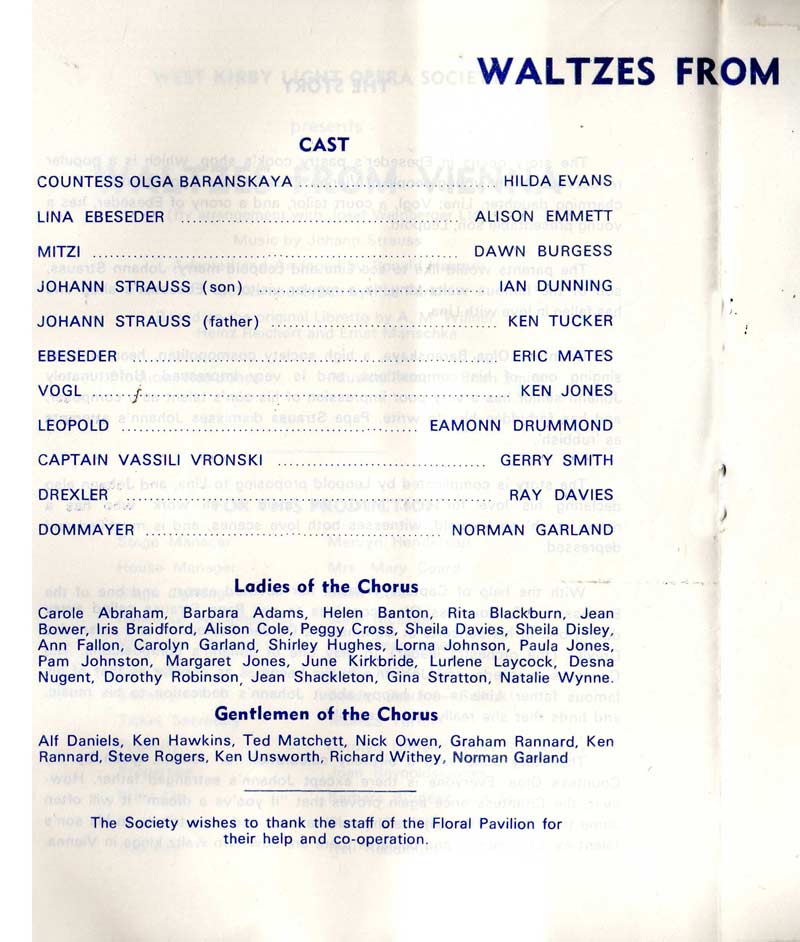 WALTZES FROM
CAST
COUNTESS OLGA BARANSKAYA ........................ HILDA EVANS
LINA EBESEDER ........................ ALISON EMMETT
MITZI ........................ DAWN BURGESS
JOHANN STRAUSS (son) ........................ IAN DUNNING
JOHANN STRAUSS (father) ........................ KEN TUCKER
EBESEDER ........................ ERIC MATES
VOGL ........................ KEN JONES
LEOPOLD ........................ EAMONN DRUMMOND
CAPTAIN VASSILI VRONSKI ........................ GERRY SMITH
DREXLER ........................ RAY DAVIES
DOMMAYER ........................ NORMAN GARLAND
Ladies of the Chorus
Carole Abraham, Barbara Adams, Helen Banton, Rita Blackburn, Jean
Bower, Iris Braidford, Alison Cole, Peggy Cross, Sheila Davies, Sheila Disley,
Ann Fallon, Carolyn Garland, Shirley Hughes, Lorna Johnson, Paula Jones,
Pam Johnston, Margaret Jones, June Kirkbride, Lurlene Laycock, Desna
Nugent, Dorothy Robinson, Jean Shackleton, Gina Stratton, Natalie Wynne.
Gentlemen of the Chorus
Alf Daniels, Ken Hawkins, Ted Matchett, Nick Owen, Graham Rannard, Ken
Rannard, Steve Rogers, Ken Unsworth, Richard Withey, Norman Garland
The Society wishes to thank the staff of the Floral Pavilion for
their help and co-operation.